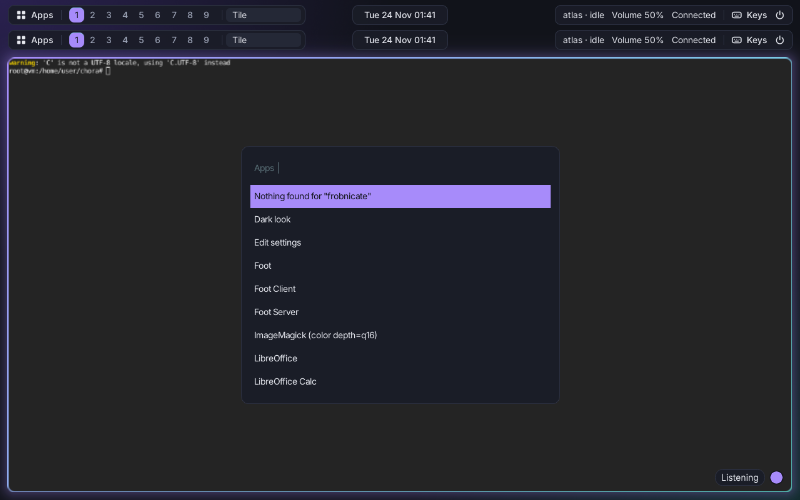 Apps 1 2 3 4 5 6 7 8 9 Tile Tue 24 Nov 01:41 atlas · idle Volume 50% Connected Keys
Apps 1 2 3 4 5 6 7 8 9 Tile Tue 24 Nov 01:41 atlas · idle Volume 50% Connected Keys
warning: 'C' is not a UTF-8 locale, using 'C.UTF-8' instead
root@vm:/home/user/chora#
Apps
Nothing found for "frobnicate"
Dark look
Edit settings
Foot
Foot Client
Foot Server
ImageMagick (color depth=q16)
LibreOffice
LibreOffice Calc
Listening